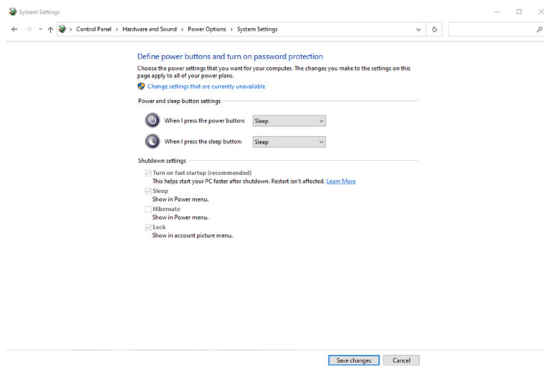 System Settings
Control Panel > Hardware and Sound > Power Options > System Settings
Define power buttons and turn on password protection
Choose the power settings that you want for your computer. The changes you make to the settings on this
page apply to all of your power plans.
Change settings that are currently unavailable
Power and sleep button settings
When I press the power button: Sleep
When I press the sleep button: Sleep
Shutdown settings
Turn on fast startup (recommended)
This helps start your PC faster after shutdown. Restart isn't affected. Learn More
Sleep
Show in Power menu.
Hibernate
Show in Power menu.
Lock
Show in account picture menu.
Save changes Cancel